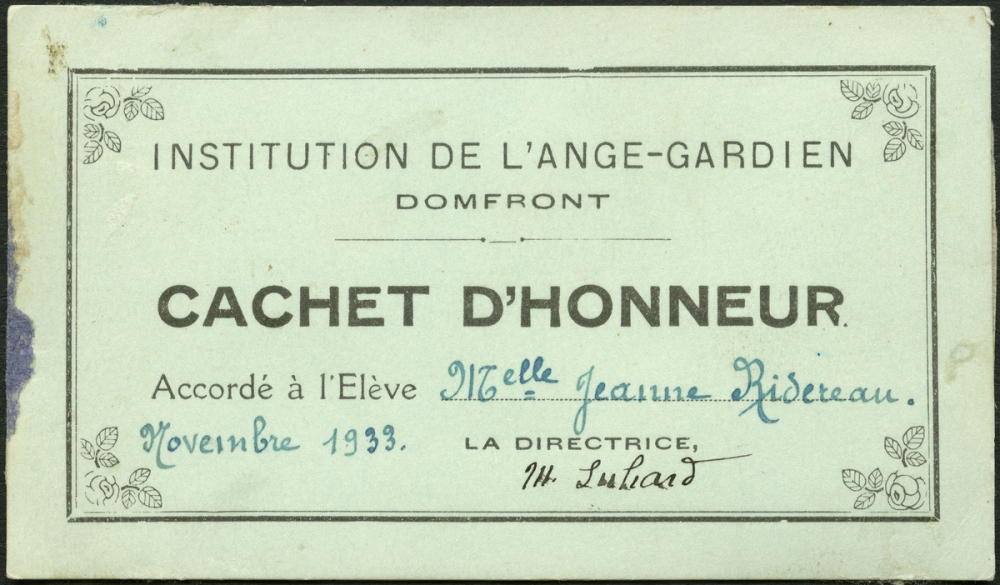 INSTITUTION DE L'ANGE-GARDIEN
DOMFRONT
CACHET D'HONNEUR.
Accordé à l'Elève Melle Jeanne Ridereau.
Novembre 1933. LA DIRECTRICE,
M.